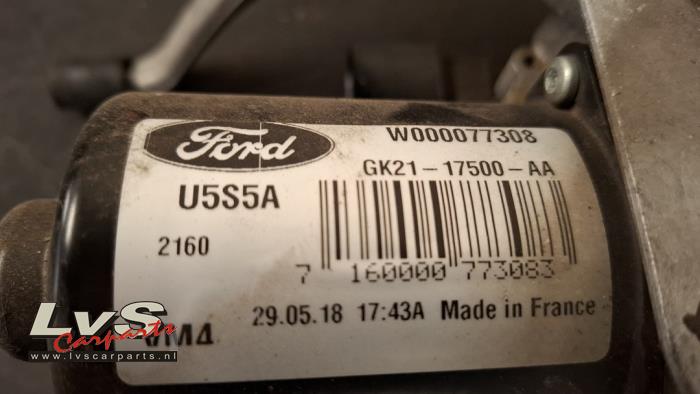 Ford
W000077308
GK21-17500-AA
U5S5A
2160
7 160000 773083
29.05.18 17:43A Made in France
VM4
LvS
Carparts
www.lvscarparts.nl